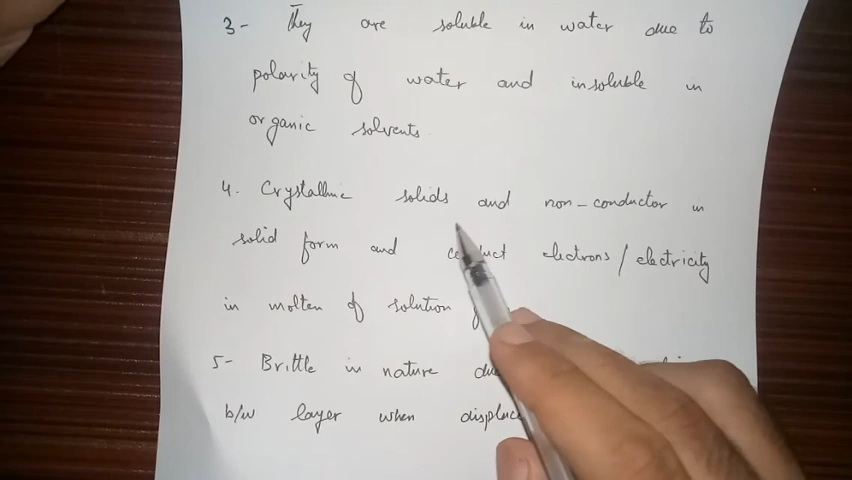 3- They are soluble in water due to
polarity of water and insoluble in
organic solvents
4. Crystalline solids and non-conductor in
solid form and conduct electrons/electricity
in molten of solution
5- Brittle in nature
b/w layer when